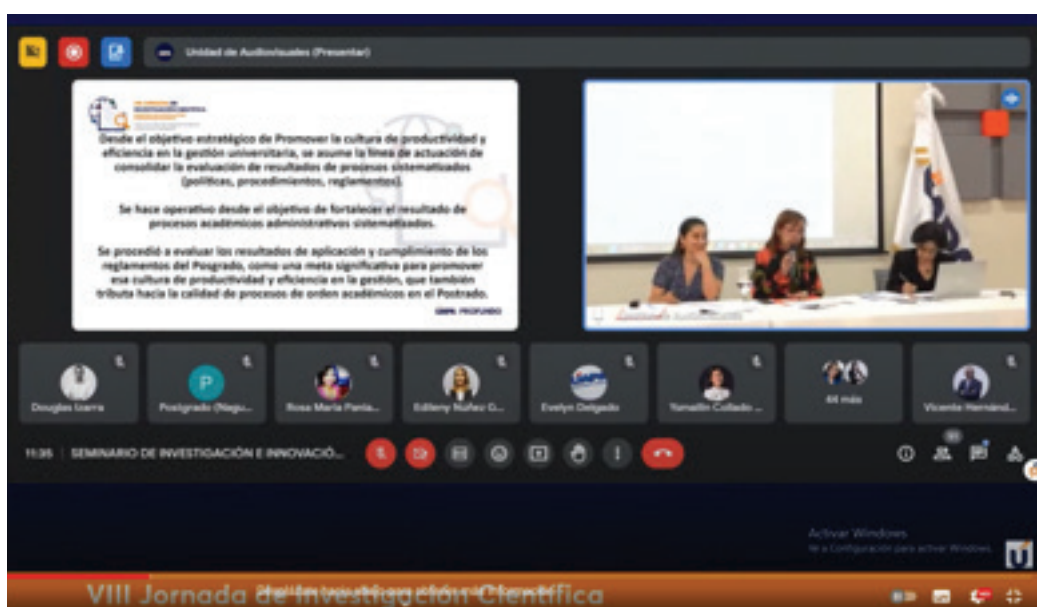 Unidad de Audiovisuales (Presentar)
Desde el objetivo estratégico de Promover la cultura de productividad y
eficiencia en la gestión universitaria, se asume la línea de actuación de
consolidar la evaluación de resultados de procesos sistematizados
(políticas, procedimientos, reglamentos).
Se hace operativo desde el objetivo de fortalecer el resultado de
procesos académicos administrativos sistematizados.
Se procedió a evaluar los resultados de aplicación y cumplimiento de los
reglamentos del Posgrado, como una meta significativa para promover
esa cultura de productividad y eficiencia en la gestión, que también
tributa hacia la calidad de procesos de orden académicos en el Postrado.
PROFUNDO
Douglas Izarra
P
Postgrado (Nagu...
Rosa María Panta...
Edileny Núñez G...
Evelyn Delgado
Yomailin Collado ...
44 más
Vicente Hernánd...
11:35 | SEMINARIO DE INVESTIGACIÓN E INNOVACIÓ...
Activar Windows
Ve a Configuración para activar Windows.
VIII Jornada de Investigación Científica